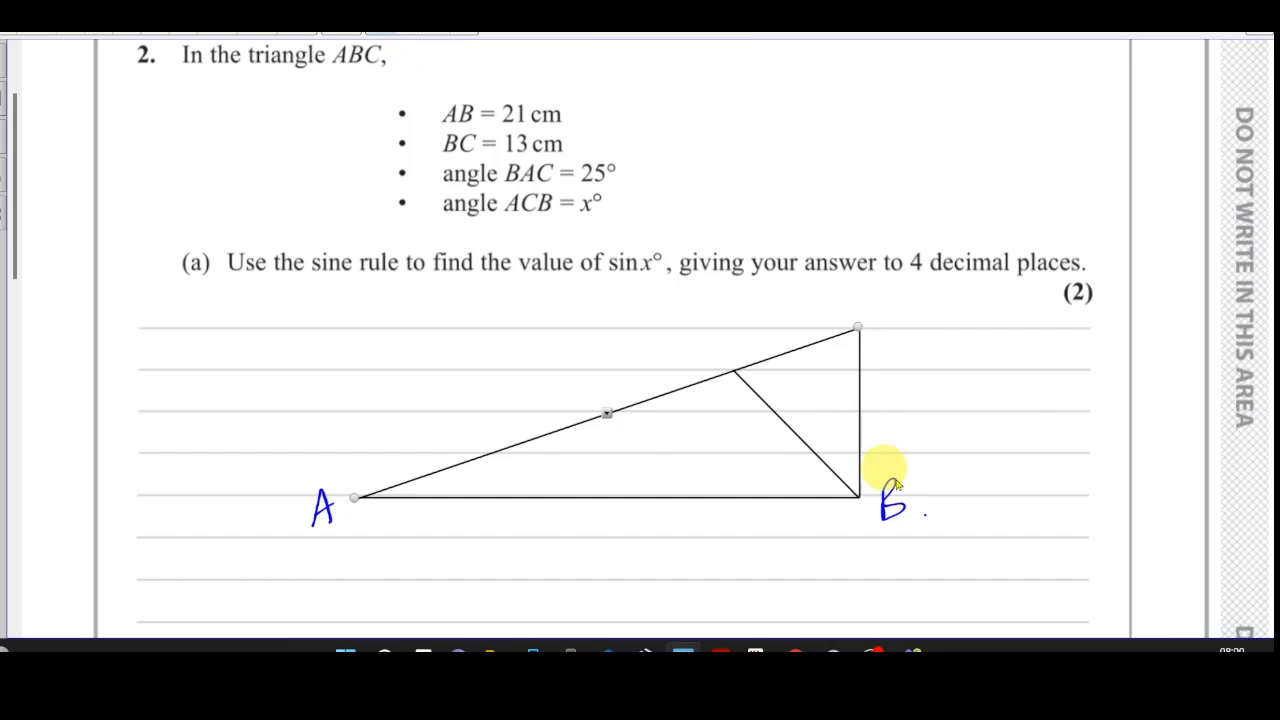 2. In the triangle ABC,
• AB = 21 cm
• BC = 13 cm
• angle BAC = 25°
• angle ACB = x°
(a) Use the sine rule to find the value of sin x°, giving your answer to 4 decimal places.
(2)
A
B .
DO NOT WRITE IN THIS AREA
D